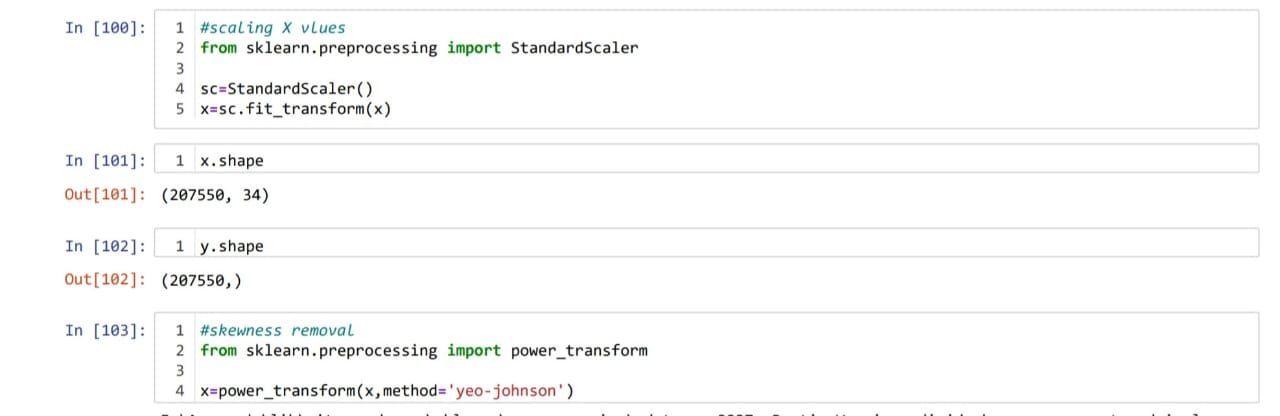 In [100]:
1 #scaling X vlues
2 from sklearn.preprocessing import StandardScaler
3
4 sc=StandardScaler()
5 x=sc.fit_transform(x)
In [101]:
1 x.shape
Out[101]: (207550, 34)
In [102]:
1 y.shape
Out[102]: (207550,)
In [103]:
1 #skewness removal
2 from sklearn.preprocessing import power_transform
3
4 x=power_transform(x,method='yeo-johnson')